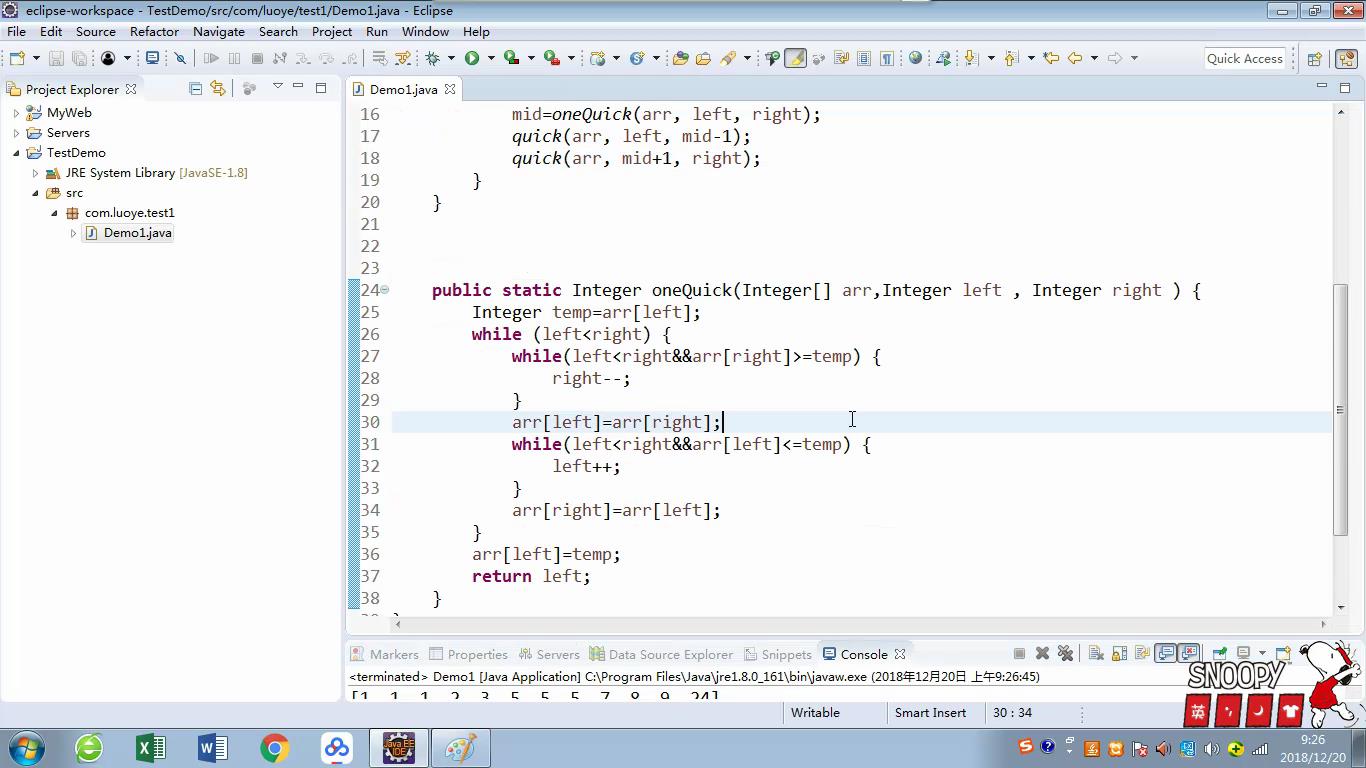 eclipse-workspace - TestDemo/src/com/luoye/test1/Demo1.java - Eclipse
File Edit Source Refactor Navigate Search Project Run Window Help
Quick Access
Project Explorer
MyWeb
Servers
TestDemo
JRE System Library [JavaSE-1.8]
src
com.luoye.test1
Demo1.java
Demo1.java
16 mid=oneQuick(arr, left, right);
17 quick(arr, left, mid-1);
18 quick(arr, mid+1, right);
19 }
20 }
21
22
23
24 public static Integer oneQuick(Integer[] arr,Integer left , Integer right ) {
25 Integer temp=arr[left];
26 while (left<right) {
27 while(left<right&&arr[right]>=temp) {
28 right--;
29 }
30 arr[left]=arr[right];
31 while(left<right&&arr[left]<=temp) {
32 left++;
33 }
34 arr[right]=arr[left];
35 }
36 arr[left]=temp;
37 return left;
38 }
Markers Properties Servers Data Source Explorer Snippets Console
<terminated> Demo1 [Java Application] C:\Program Files\Java\jre1.8.0_161\bin\javaw.exe (2018年12月20日 上午9:26:45)
[1, 1, 1, 2, 3, 5, 5, 5, 7, 8, 9, 24]
SNOOPY
英
Writable Smart Insert 30 : 34
Java EE IDE
9:26
2018/12/20